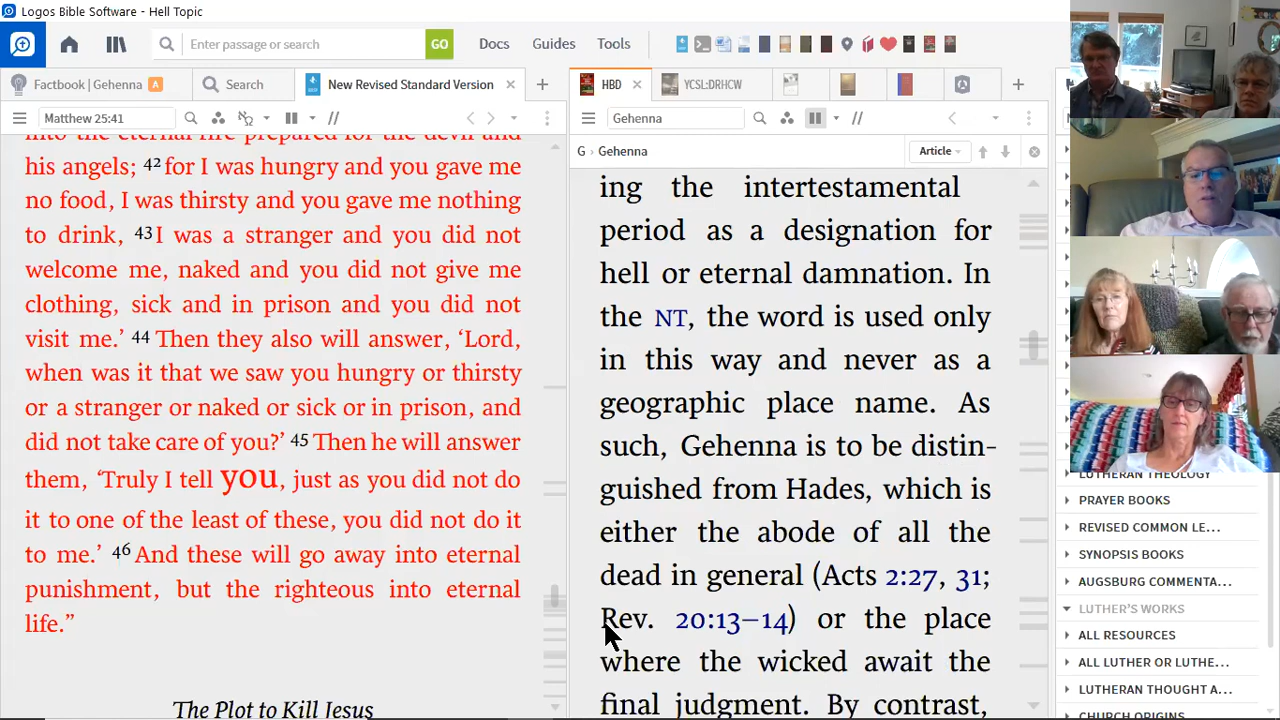 Logos Bible Software - Hell Topic
Enter passage or search
GO
Docs
Guides
Tools
Factbook | Gehenna
A
Search
New Revised Standard Version
HBD
YCSL:DRHCW
Matthew 25:41
Gehenna
G > Gehenna
Article
into the eternal fire prepared for the devil and
his angels; 42 for I was hungry and you gave me
no food, I was thirsty and you gave me nothing
to drink, 43 I was a stranger and you did not
welcome me, naked and you did not give me
clothing, sick and in prison and you did not
visit me.’ 44 Then they also will answer, ‘Lord,
when was it that we saw you hungry or thirsty
or a stranger or naked or sick or in prison, and
did not take care of you?’ 45 Then he will answer
them, ‘Truly I tell you, just as you did not do
it to one of the least of these, you did not do it
to me.’ 46 And these will go away into eternal
punishment, but the righteous into eternal
life.”
The Plot to Kill Jesus
ing the intertestamental
period as a designation for
hell or eternal damnation. In
the NT, the word is used only
in this way and never as a
geographic place name. As
such, Gehenna is to be distin-
guished from Hades, which is
either the abode of all the
dead in general (Acts 2:27, 31;
Rev. 20:13–14) or the place
where the wicked await the
final judgment. By contrast,
LUTHERAN THEOLOGY
PRAYER BOOKS
REVISED COMMON LE...
SYNOPSIS BOOKS
AUGSBURG COMMENTA...
LUTHER'S WORKS
ALL RESOURCES
ALL LUTHER OR LUTHE...
LUTHERAN THOUGHT A...
CHURCH ORIGINS